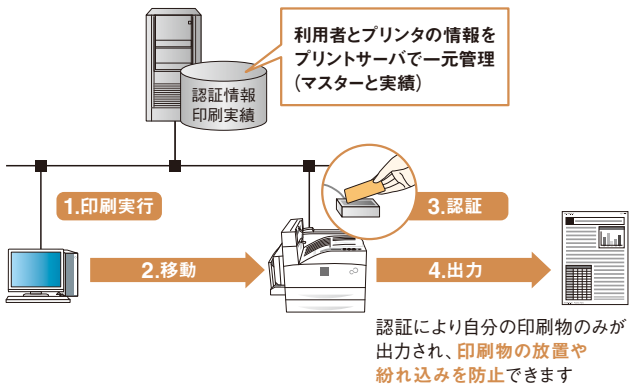 利用者とプリンタの情報を
プリントサーバで一元管理
(マスターと実績)
認証情報
印刷実績
1.印刷実行
3.認証
2.移動
4.出力
認証により自分の印刷物のみが
出力され、印刷物の放置や
紛れ込みを防止できます